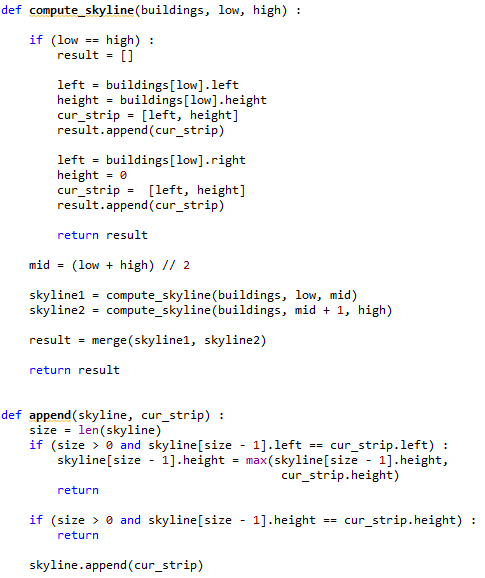 def compute_skyline(buildings, low, high) :
    if (low == high) :
        result = []
        left = buildings[low].left
        height = buildings[low].height
        cur_strip = [left, height]
        result.append(cur_strip)
        left = buildings[low].right
        height = 0
        cur_strip =  [left, height]
        result.append(cur_strip)
        return result
    mid = (low + high) // 2
    skyline1 = compute_skyline(buildings, low, mid)
    skyline2 = compute_skyline(buildings, mid + 1, high)
    result = merge(skyline1, skyline2)
    return result
def append(skyline, cur_strip) :
    size = len(skyline)
    if (size > 0 and skyline[size - 1].left == cur_strip.left) :
        skyline[size - 1].height = max(skyline[size - 1].height,
                                        cur_strip.height)
        return
    if (size > 0 and skyline[size - 1].height == cur_strip.height) :
        return
    skyline.append(cur_strip)